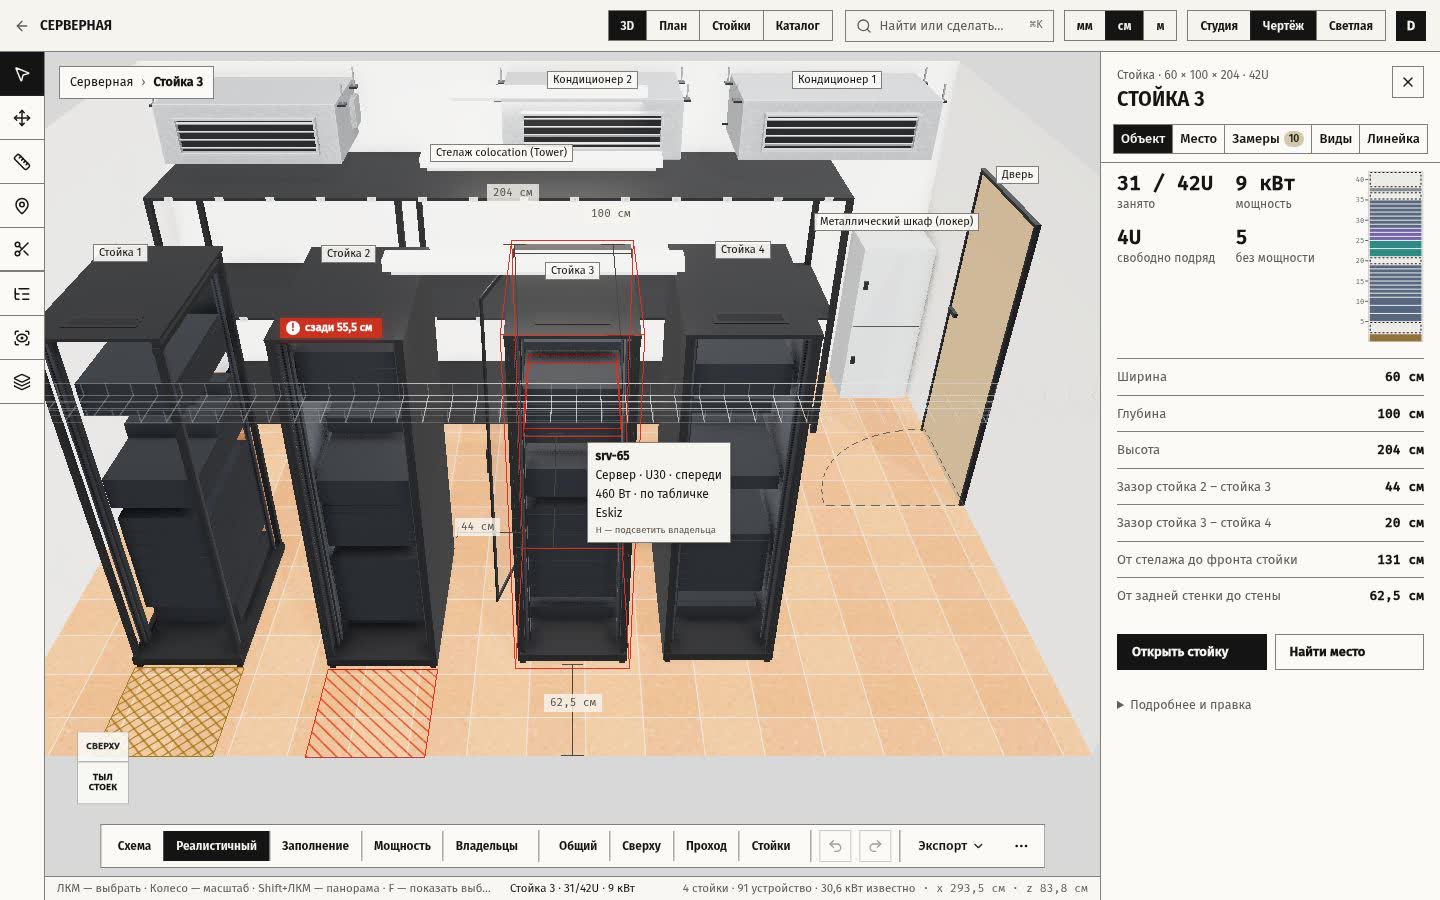 СЕРВЕРНАЯ
3D План Стойки Каталог
Найти или сделать... ⌘K
мм см м
Студия Чертёж Светлая
D
Серверная › Стойка 3
Кондиционер 2
Кондиционер 1
Стелаж colocation (Tower)
Дверь
204 см
100 см
Металлический шкаф (локер)
Стойка 1
Стойка 2
Стойка 3
Стойка 4
! сзади 55,5 см
srv-65
Сервер · U30 · спереди
460 Вт · по табличке
Eskiz
H — подсветить владельца
44 см
62,5 см
СВЕРХУ
ТЫЛ
СТОЕК
Схема Реалистичный Заполнение Мощность Владельцы Общий Сверху Проход Стойки Экспорт
ЛКМ — выбрать · Колесо — масштаб · Shift+ЛКМ — панорама · F — показать выб...
Стойка 3 · 31/42U · 9 кВт
4 стойки · 91 устройство · 30,6 кВт известно · x 293,5 см · z 83,8 см
Стойка · 60 × 100 × 204 · 42U
СТОЙКА 3
Объект Место Замеры 10 Виды Линейка
31 / 42U
занято
9 кВт
мощность
4U
свободно подряд
5
без мощности
40
35
30
25
20
15
10
5
Ширина 60 см
Глубина 100 см
Высота 204 см
Зазор стойка 2 – стойка 3 44 см
Зазор стойка 3 – стойка 4 20 см
От стелажа до фронта стойки 131 см
От задней стенки до стены 62,5 см
Открыть стойку
Найти место
Подробнее и правка